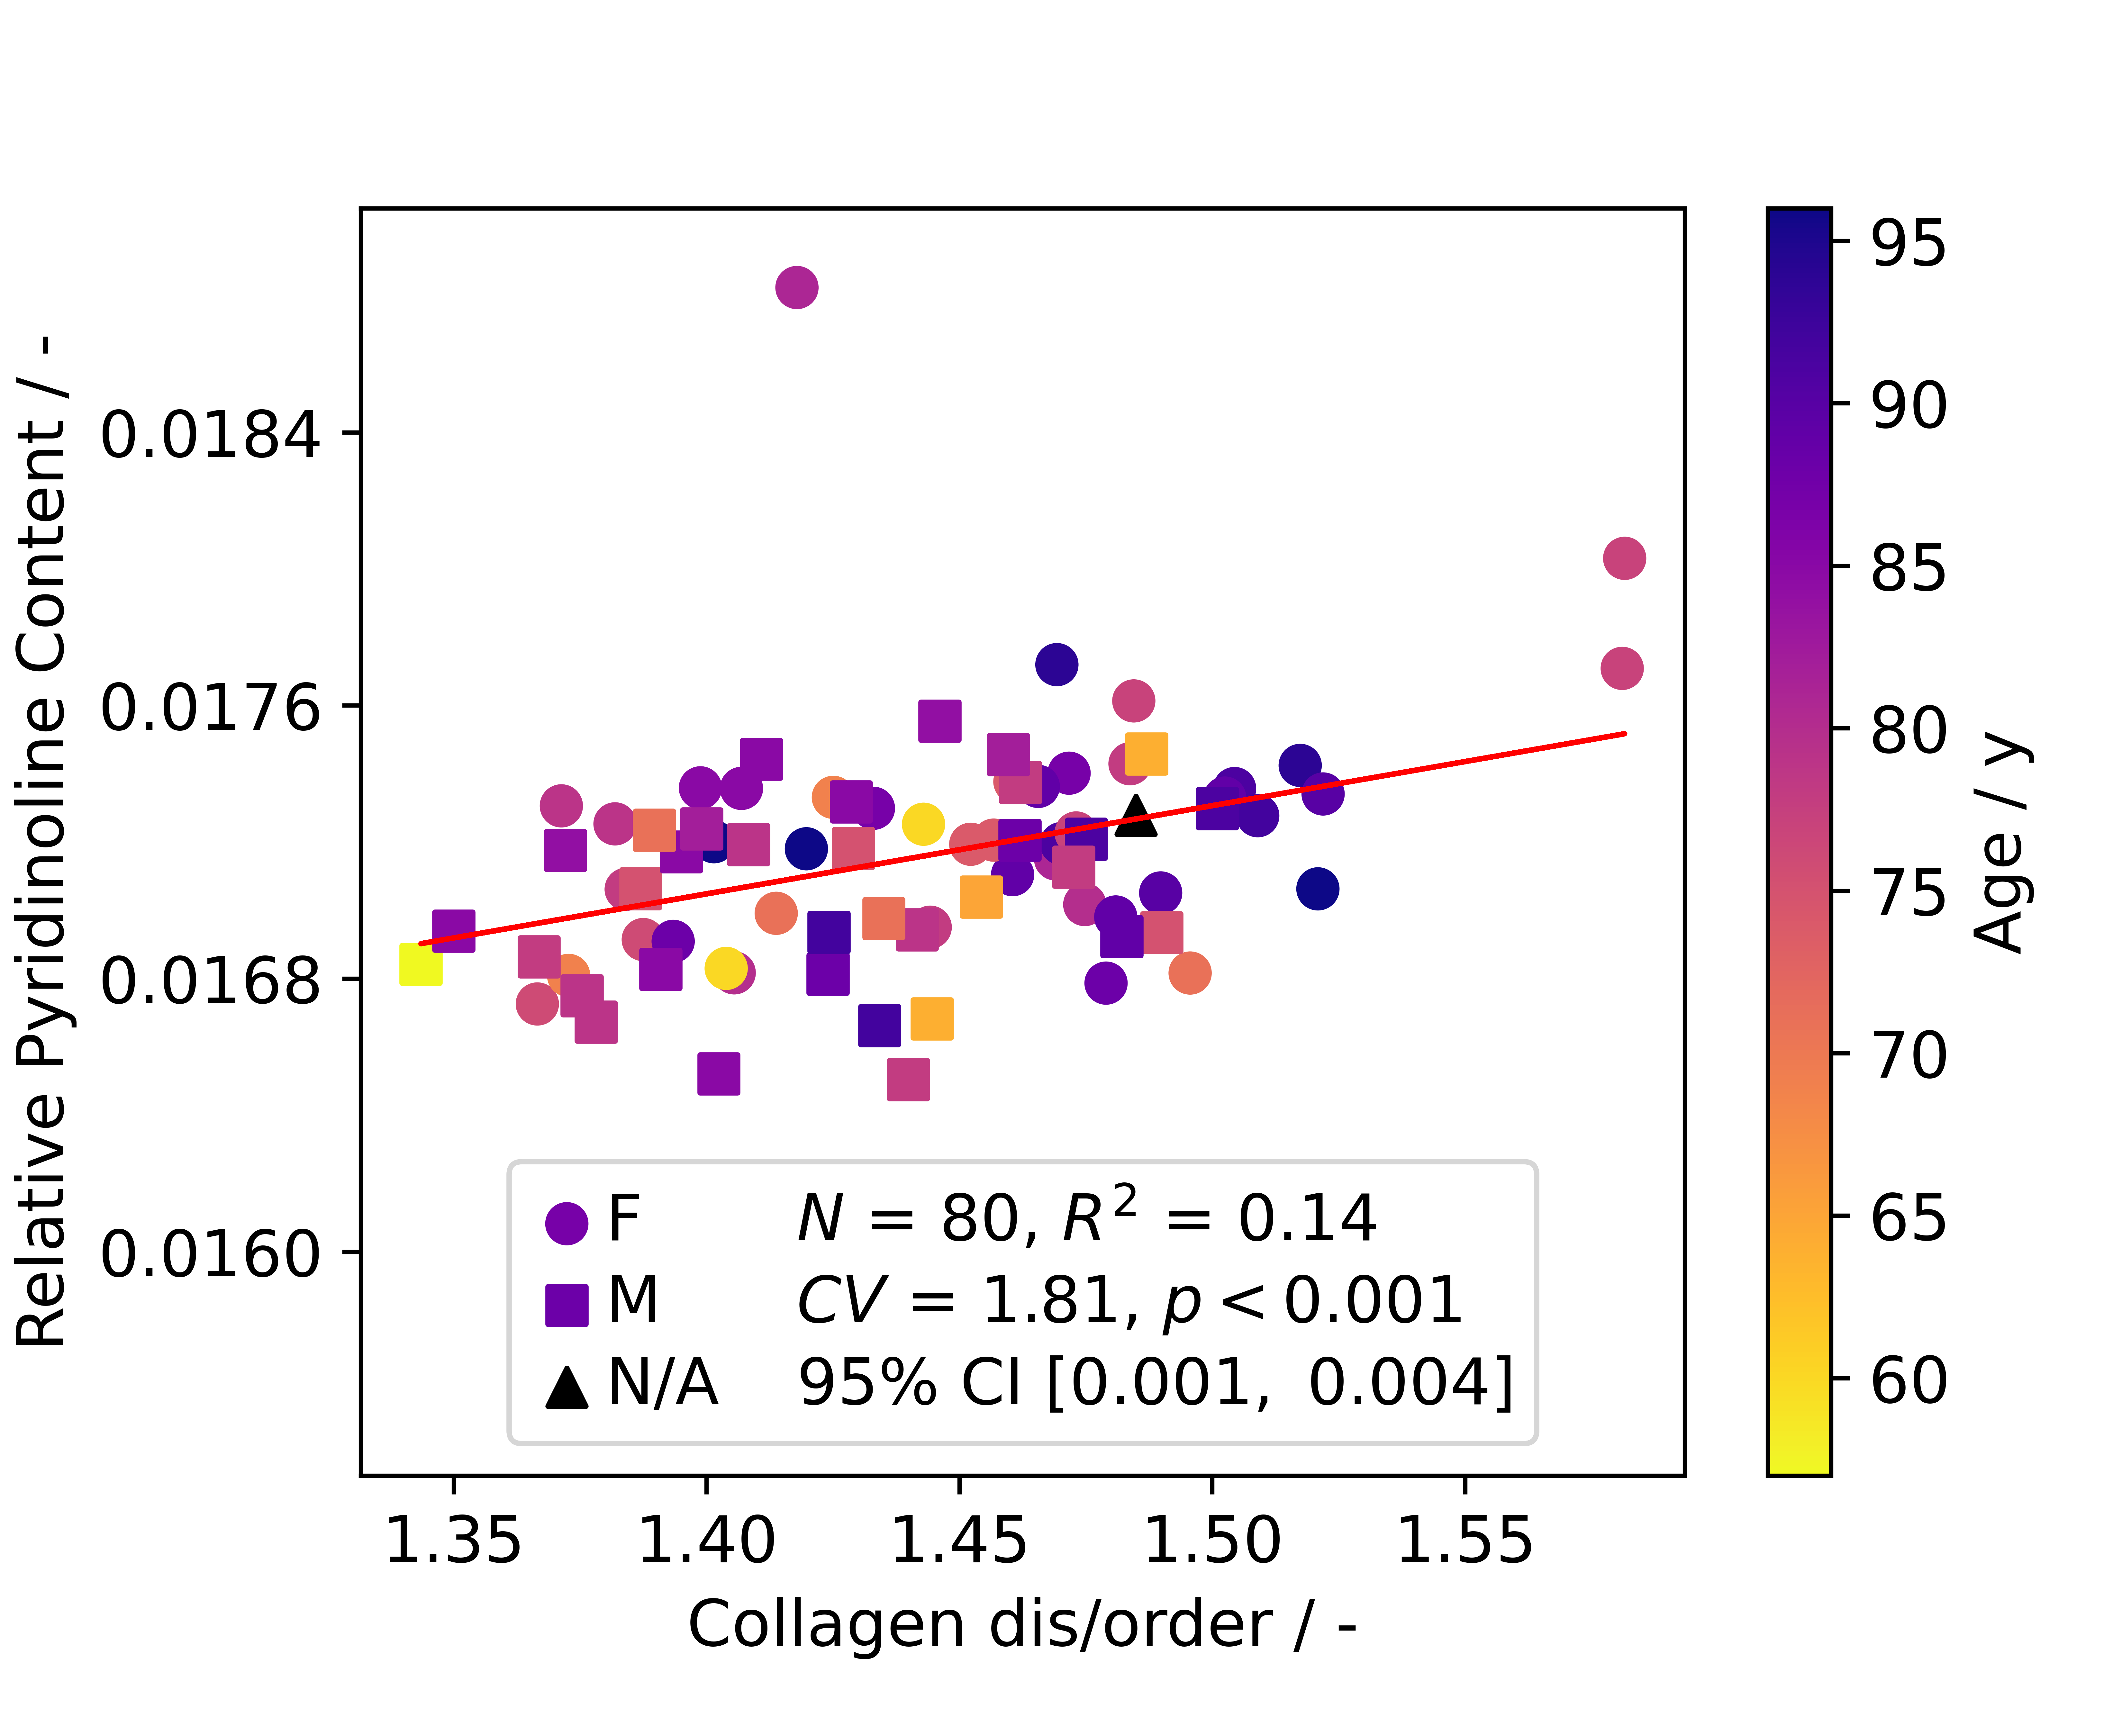 Relative Pyridinoline Content / -
0.0184
0.0176
0.0168
0.0160
F
M
N/A
N = 80, R² = 0.14
CV = 1.81, p < 0.001
95% CI [0.001, 0.004]
1.35 1.40 1.45 1.50 1.55
Collagen dis/order / -
95
90
85
80
75
70
65
60
Age / y